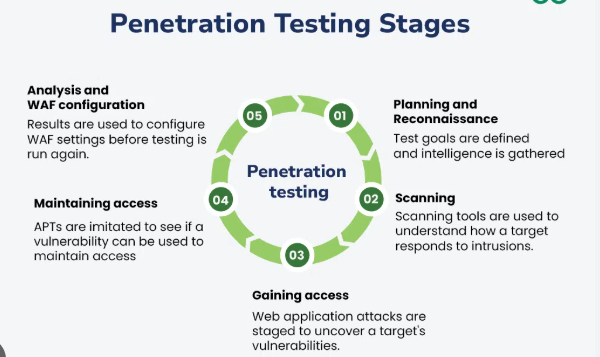 Penetration Testing Stages
Analysis and
WAF configuration
Results are used to configure
WAF settings before testing is
run again.
05
01
Planning and
Reconnaissance
Test goals are defined
and intelligence is gathered
Penetration
testing
Maintaining access
APTs are imitated to see if a
vulnerability can be used to
maintain access
04
02
Scanning
Scanning tools are used to
understand how a target
responds to intrusions.
03
Gaining access
Web application attacks are
staged to uncover a target's
vulnerabilities.